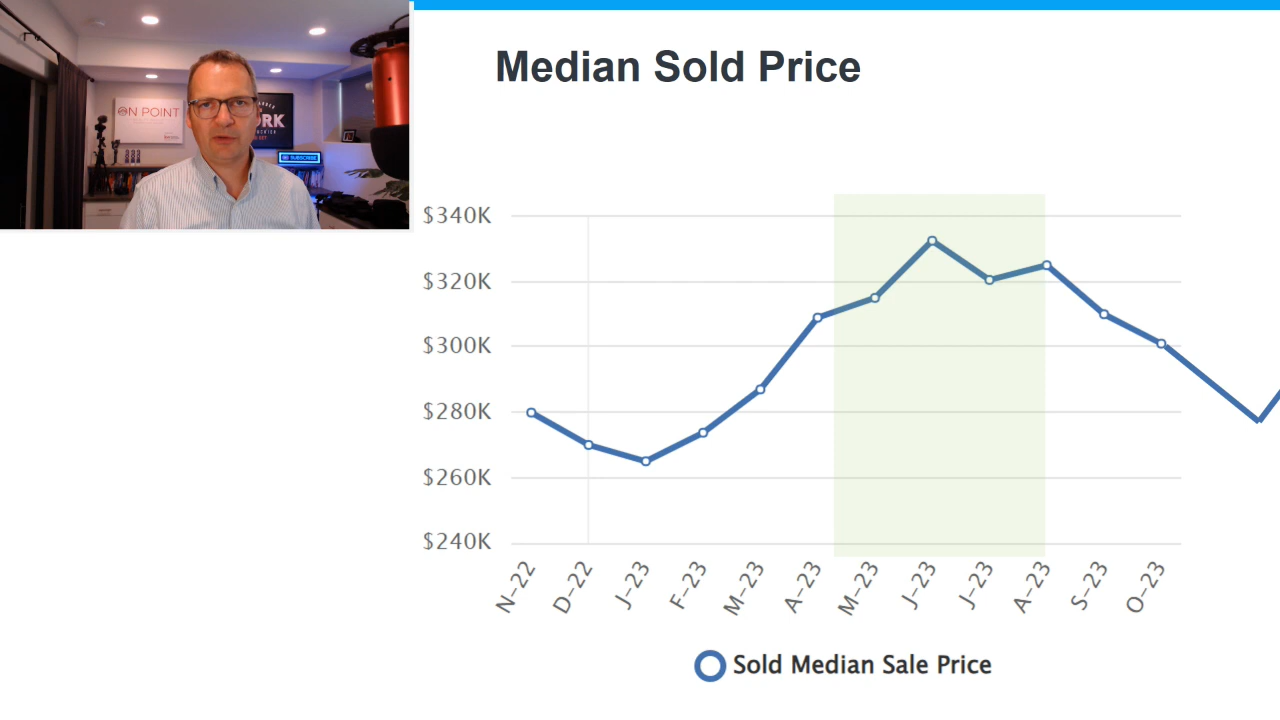 ON POINT
ORK
SUBSCRIBE
Median Sold Price
$340K
$320K
$300K
$280K
$260K
$240K
N-22
D-22
J-23
F-23
M-23
A-23
M-23
J-23
J-23
A-23
S-23
O-23
Sold Median Sale Price